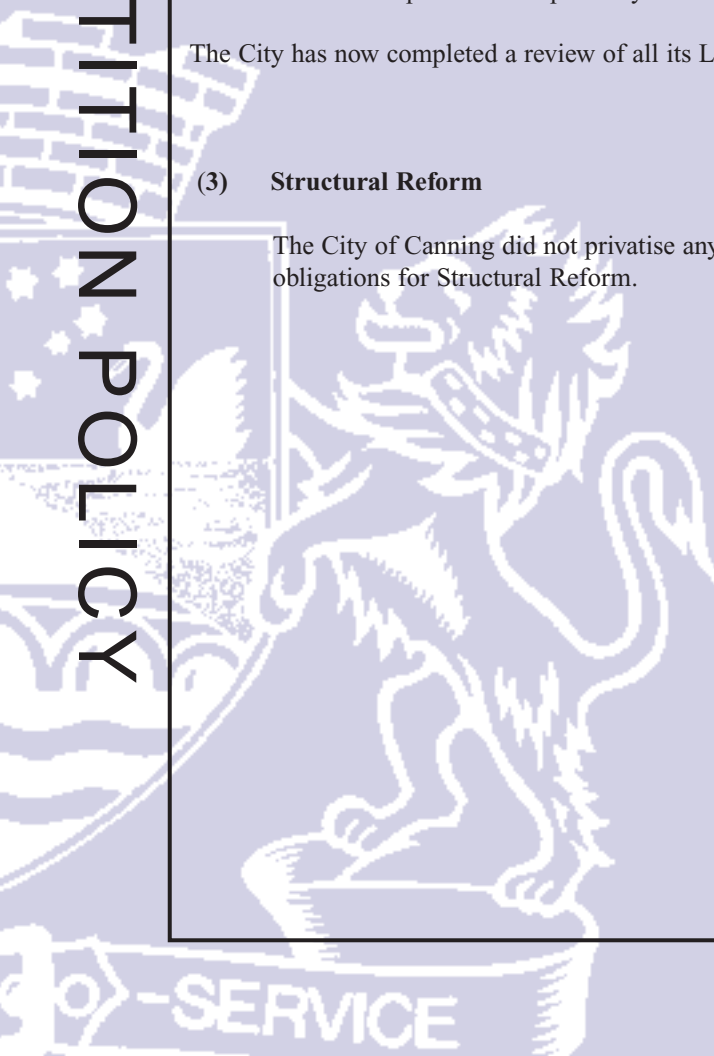 The City has now completed a review of all its L
(3) Structural Reform
The City of Canning did not privatise any
obligations for Structural Reform.
TITION POLICY
-SERVICE